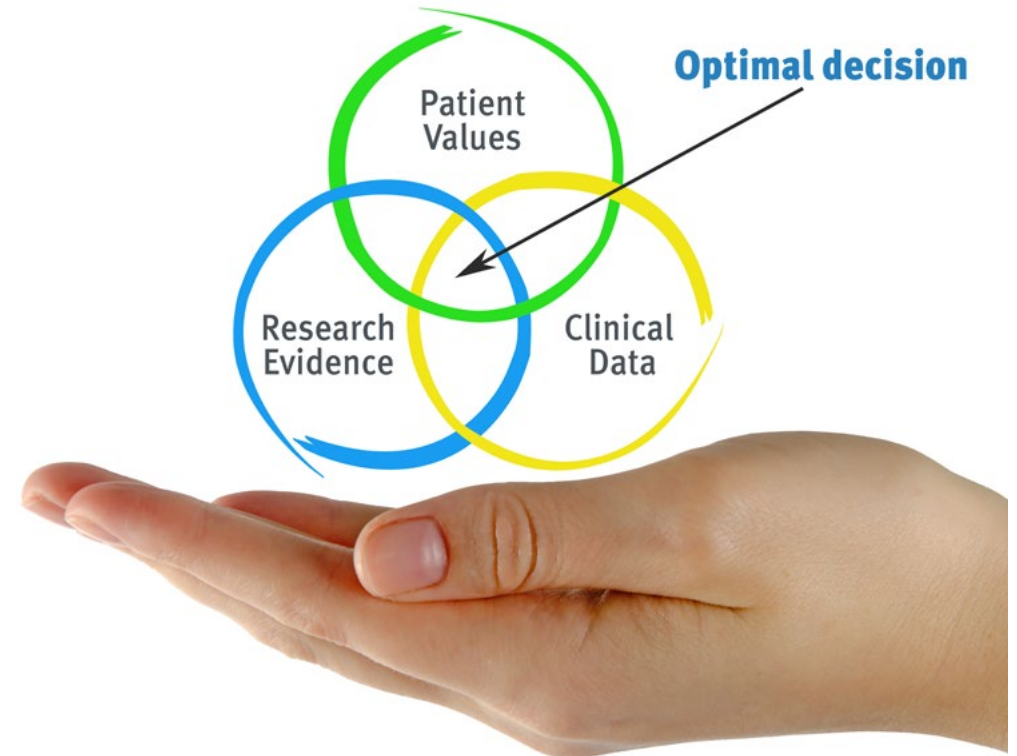 Optimal decision
Patient
Values
Research
Evidence
Clinical
Data